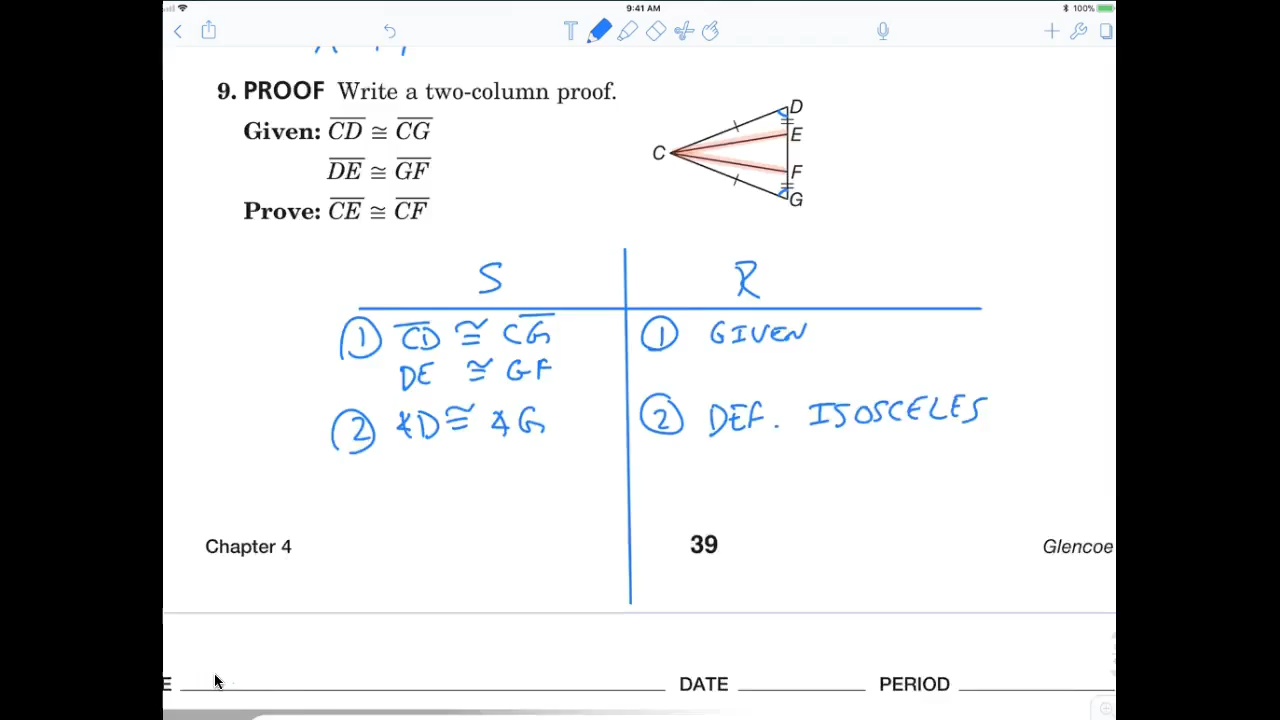 9:41 AM
100%
T
9. PROOF Write a two-column proof.
Given: CD ≅ CG
DE ≅ GF
Prove: CE ≅ CF
D
E
C
F
G
S R
① CD ≅ CG ① GIVEN
DE ≅ GF
② ∢D ≅ ∢G ② DEF. ISOSCELES
Chapter 4 39 Glencoe
E DATE PERIOD